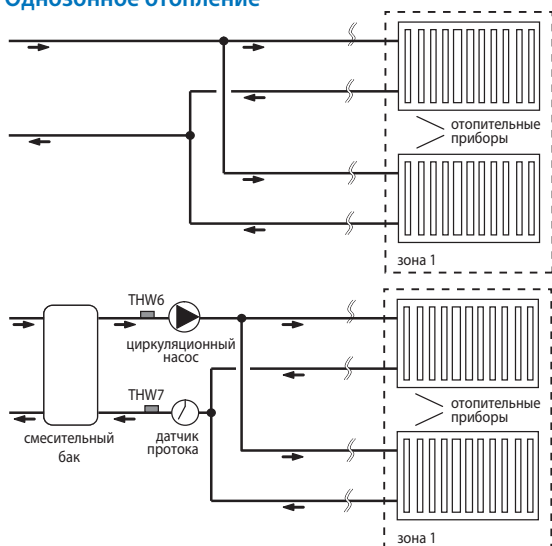 Однозонное отопление
отопительные
приборы
зона 1
THW6
циркуляционный
насос
THW7
смесительный
бак
датчик
протока
отопительные
приборы
зона 1